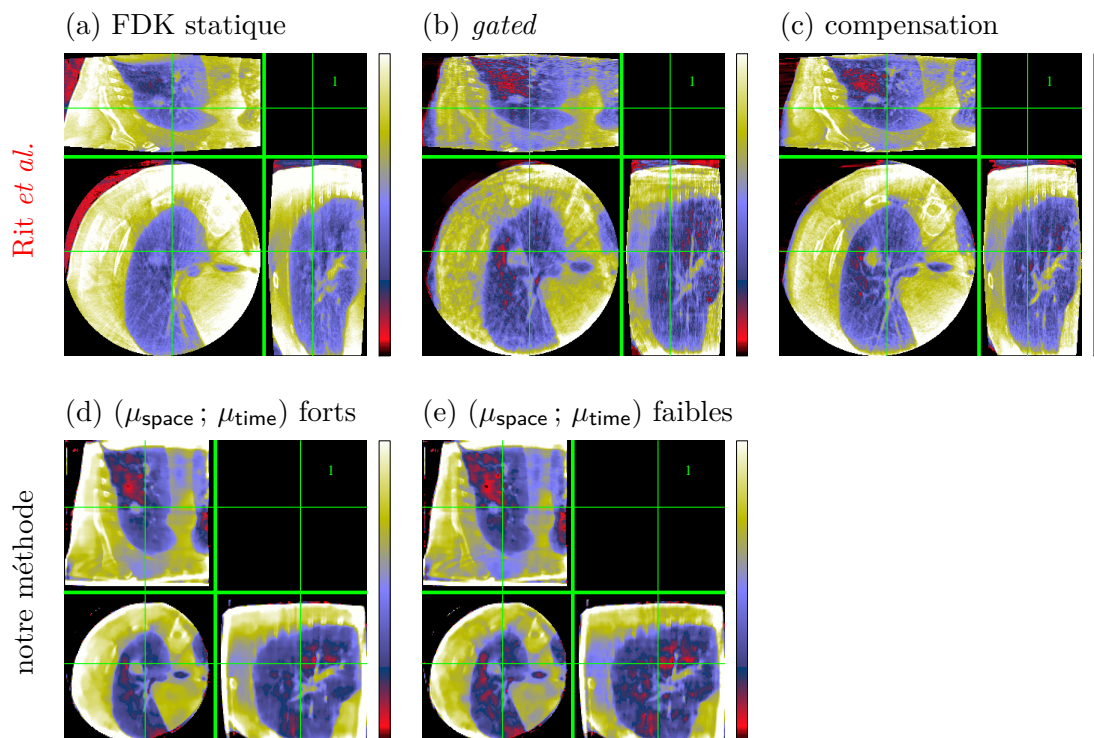 (a) FDK statique
(b) gated
(c) compensation
1
1
1
Rit et al.
(d) (μspace ; μtime) forts
(e) (μspace ; μtime) faibles
1
1
notre méthode